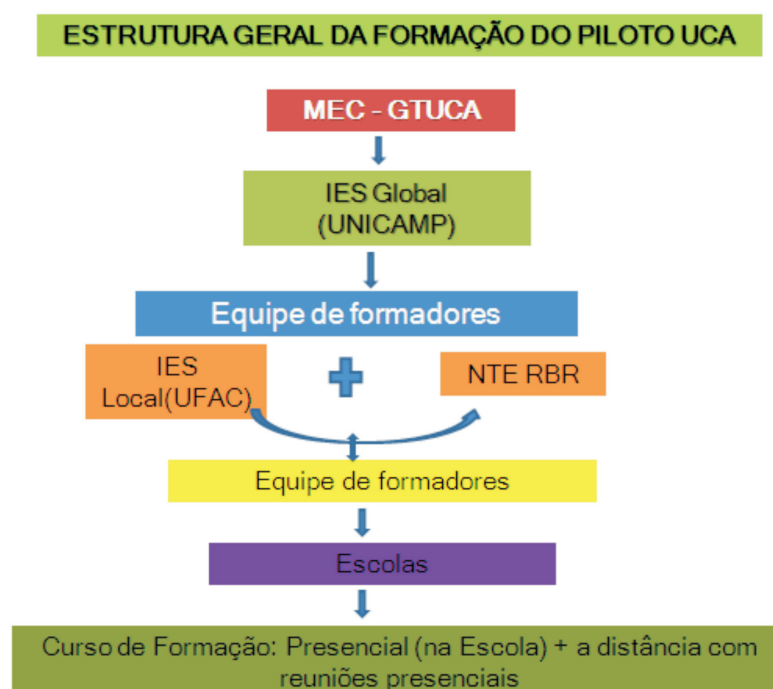 ESTRUTURA GERAL DA FORMAÇÃO DO PILOTO UCA
MEC - GTUCA
IES Global
(UNICAMP)
Equipe de formadores
IES
Local(UFAC)
NTE RBR
Equipe de formadores
Escolas
Curso de Formação: Presencial (na Escola) + a distância com
reuniões presenciais